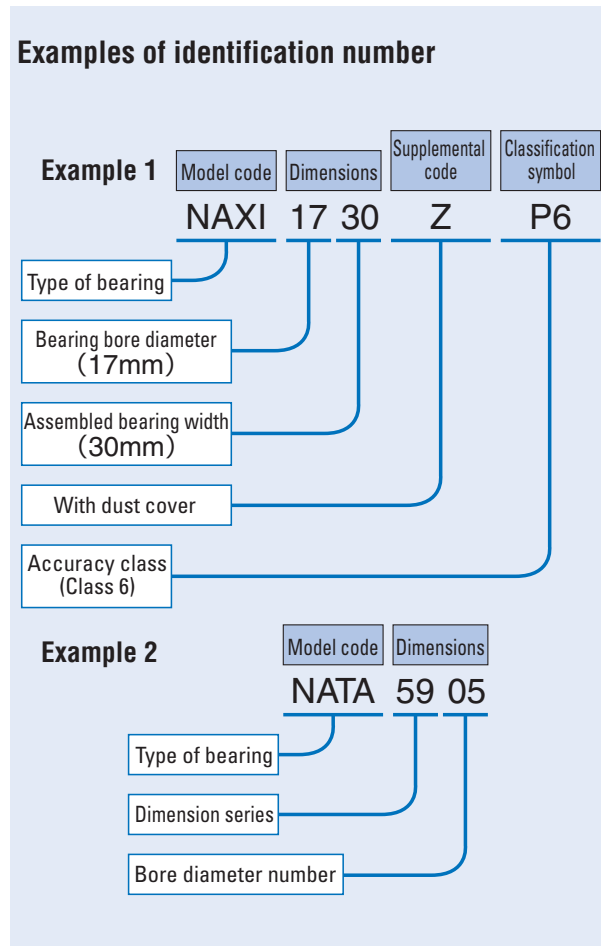 Examples of identification number
Example 1
Model code
Dimensions
Supplemental
code
Classification
symbol
NAXI 17 30 Z P6
Type of bearing
Bearing bore diameter
（17mm）
Assembled bearing width
（30mm）
With dust cover
Accuracy class
(Class 6)
Example 2
Model code
Dimensions
NATA 59 05
Type of bearing
Dimension series
Bore diameter number